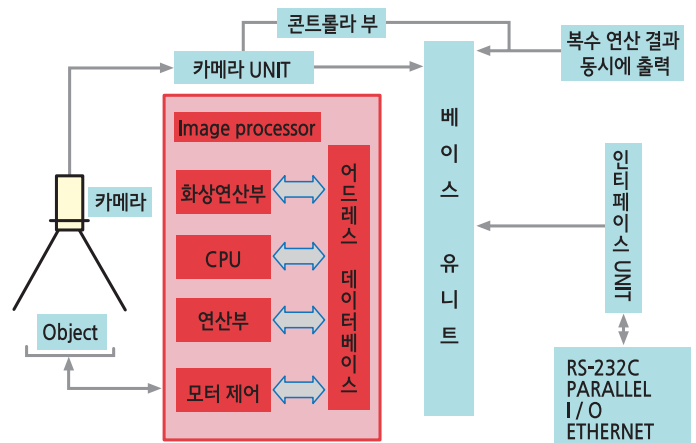 콘트롤라 부
카메라 UNIT
복수 연산 결과
동시에 출력
Image processor
카메라
화상연산부
CPU
연산부
모터 제어
어드레스 데이터베이스
베이스 유니트
인티페이스 UNIT
Object
RS-232C
PARALLEL
I / O
ETHERNET